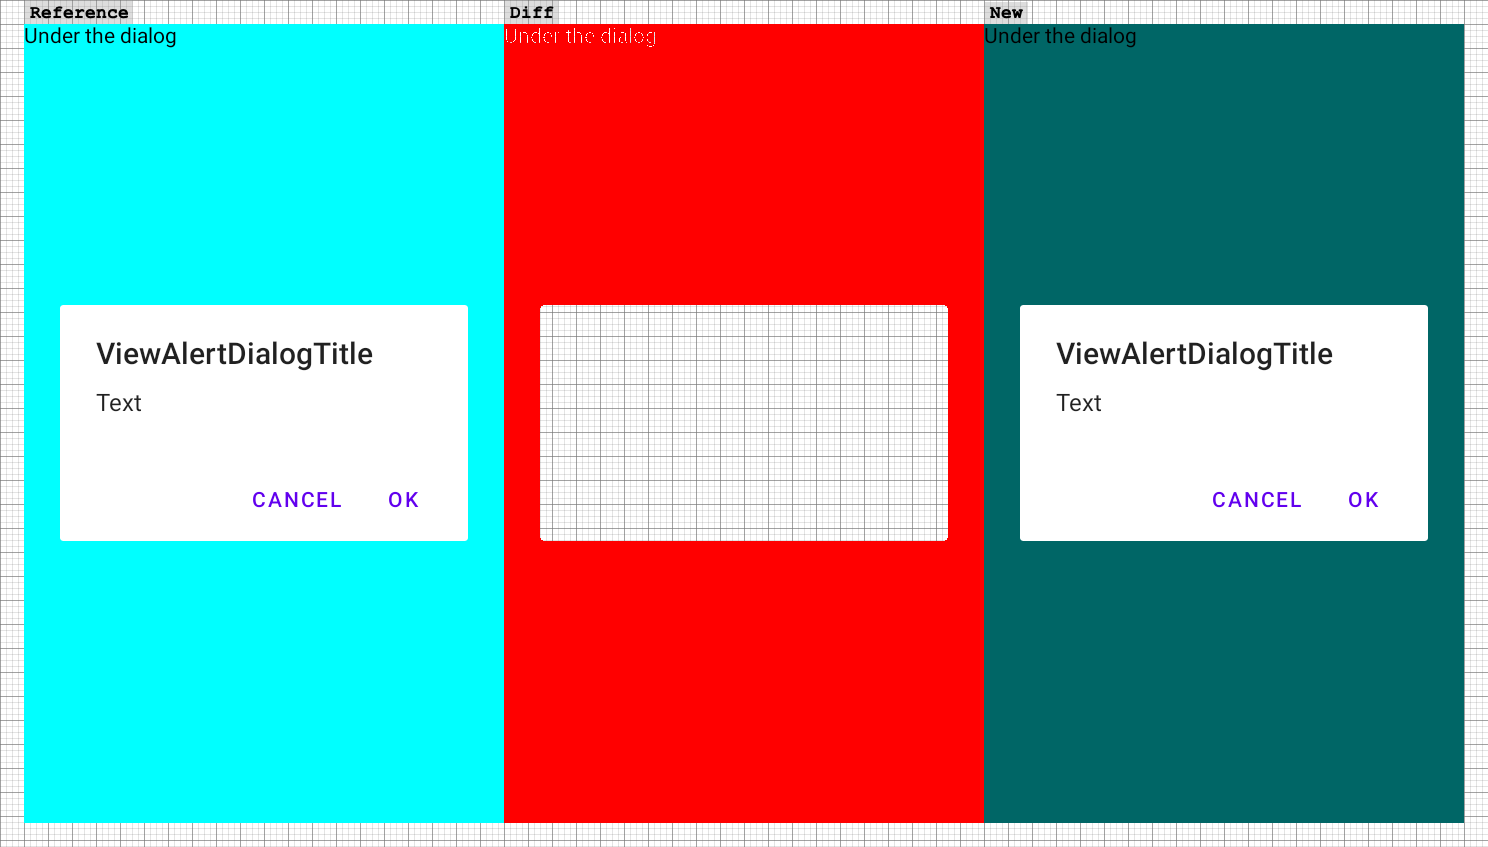 Reference
Diff
New
Under the dialog
Under the dialog
Under the dialog
ViewAlertDialogTitle
Text
CANCEL OK
ViewAlertDialogTitle
Text
CANCEL OK